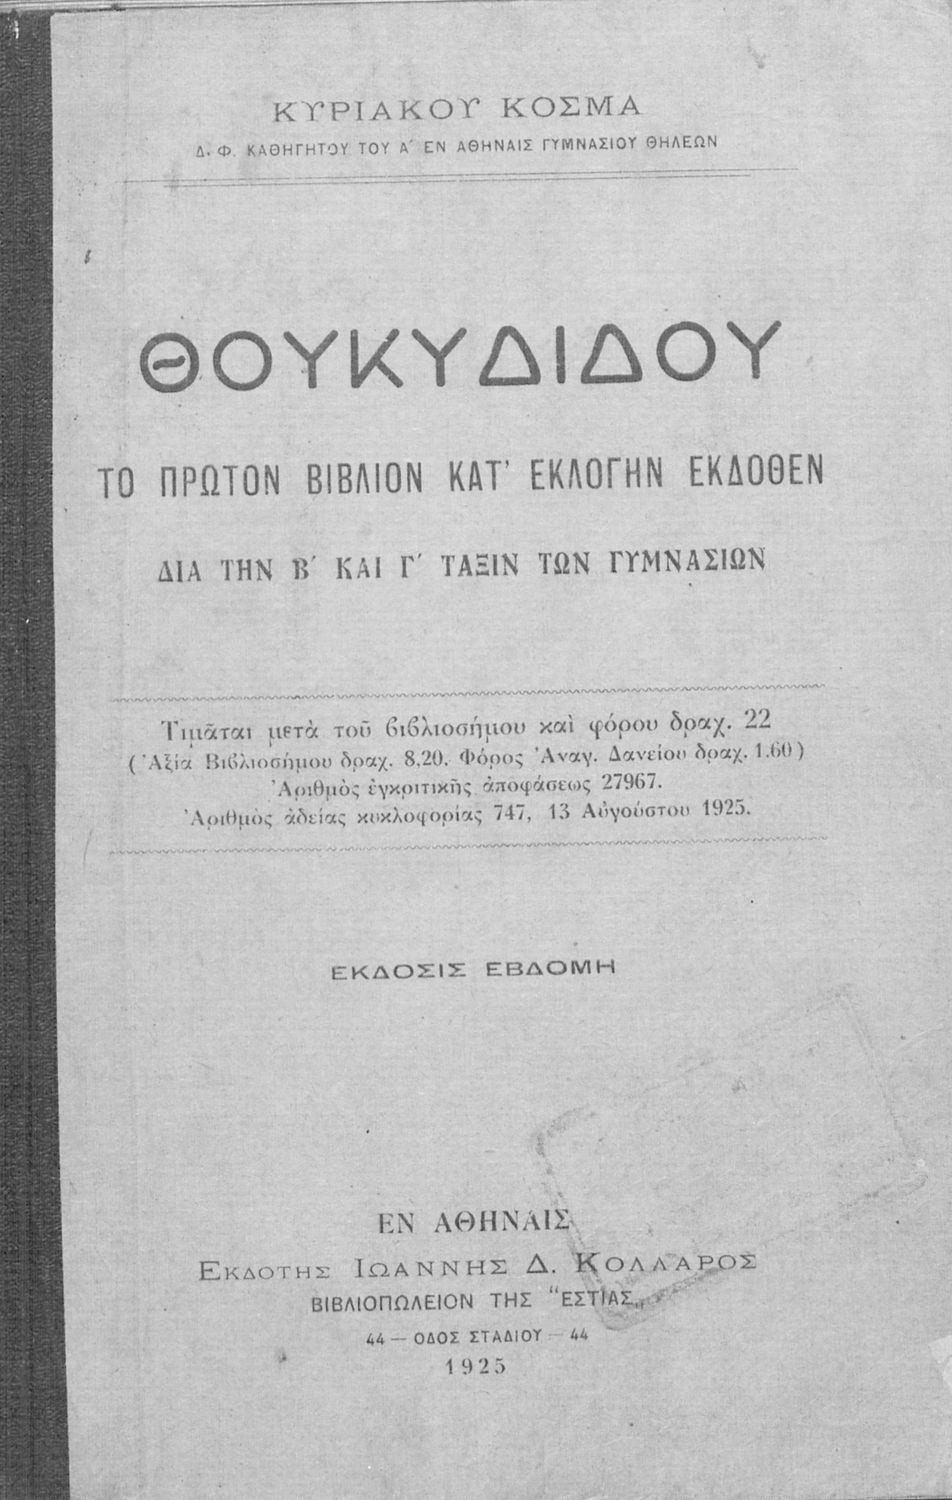 ΚΥΡΙΑΚΟΥ ΚΟΣΜΑ
Δ. Φ. ΚΑΘΗΓΗΤΟΥ ΤΟΥ Α΄ ΕΝ ΑΘΗΝΑΙΣ ΓΥΜΝΑΣΙΟΥ ΘΗΛΕΩΝ
ΘΟΥΚΥΔΙΔΟΥ
ΤΟ ΠΡΩΤΟΝ ΒΙΒΛΙΟΝ ΚΑΤ' ΕΚΛΟΓΗΝ ΕΚΔΟΘΕΝ
ΔΙΑ ΤΗΝ Β΄ ΚΑΙ Γ΄ ΤΑΞΙΝ ΤΩΝ ΓΥΜΝΑΣΙΩΝ
Τιμᾶται μετὰ τοῦ ϐιϐλιοσήμου καὶ φόρου δραχ. 22
(Ἀξία Βιϐλιοσήμου δραχ. 8,20. Φόρος Ἀναγ. Δανείου δραχ. 1.60)
Ἀριθμὸς ἐγκριτικῆς ἀποφάσεως 27967.
Ἀριθμὸς ἀδείας κυκλοφορίας 747, 13 Αὐγούστου 1925.
ΕΚΔΟΣΙΣ ΕΒΔΟΜΗ
ΕΝ ΑΘΗΝΑΙΣ
ΕΚΔΟΤΗΣ ΙΩΑΝΝΗΣ Δ. ΚΟΛΛΑΡΟΣ
ΒΙΒΛΙΟΠΩΛΕΙΟΝ ΤΗΣ “ΕΣΤΙΑΣ„
44 — ΟΔΟΣ ΣΤΑΔΙΟΥ — 44
1925